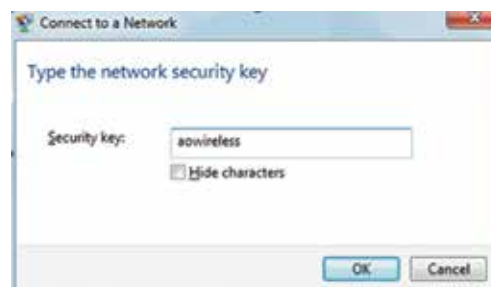 Connect to a Network
Type the network security key
Security key:
aowireless
Hide characters
OK
Cancel